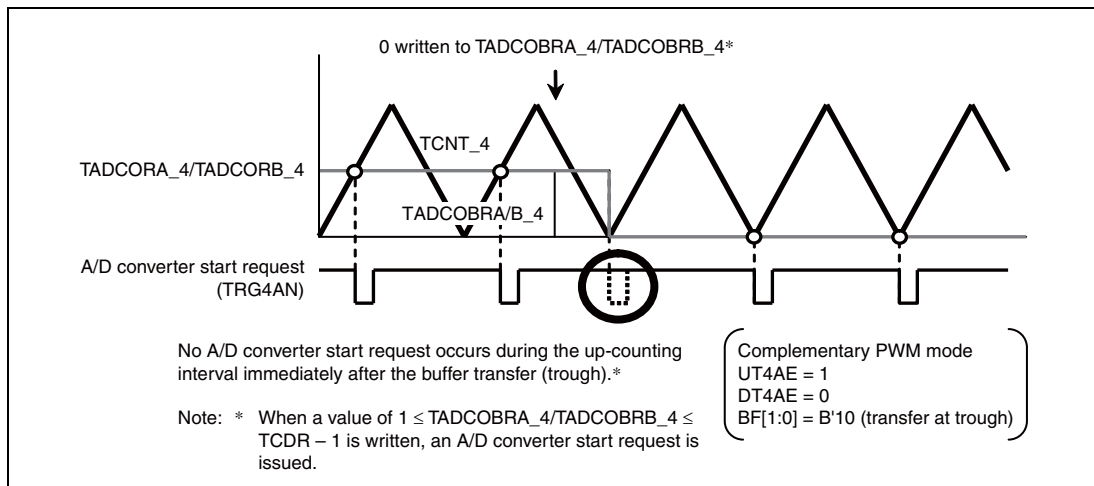 0 written to TADCOBRA_4/TADCOBRB_4*
TCNT_4
TADCORA_4/TADCORB_4
TADCOBRA/B_4
A/D converter start request
(TRG4AN)
No A/D converter start request occurs during the up-counting
interval immediately after the buffer transfer (trough).*
Note: * When a value of 1 ≤ TADCOBRA_4/TADCOBRB_4 ≤
TCDR – 1 is written, an A/D converter start request is
issued.
Complementary PWM mode
UT4AE = 1
DT4AE = 0
BF[1:0] = B'10 (transfer at trough)